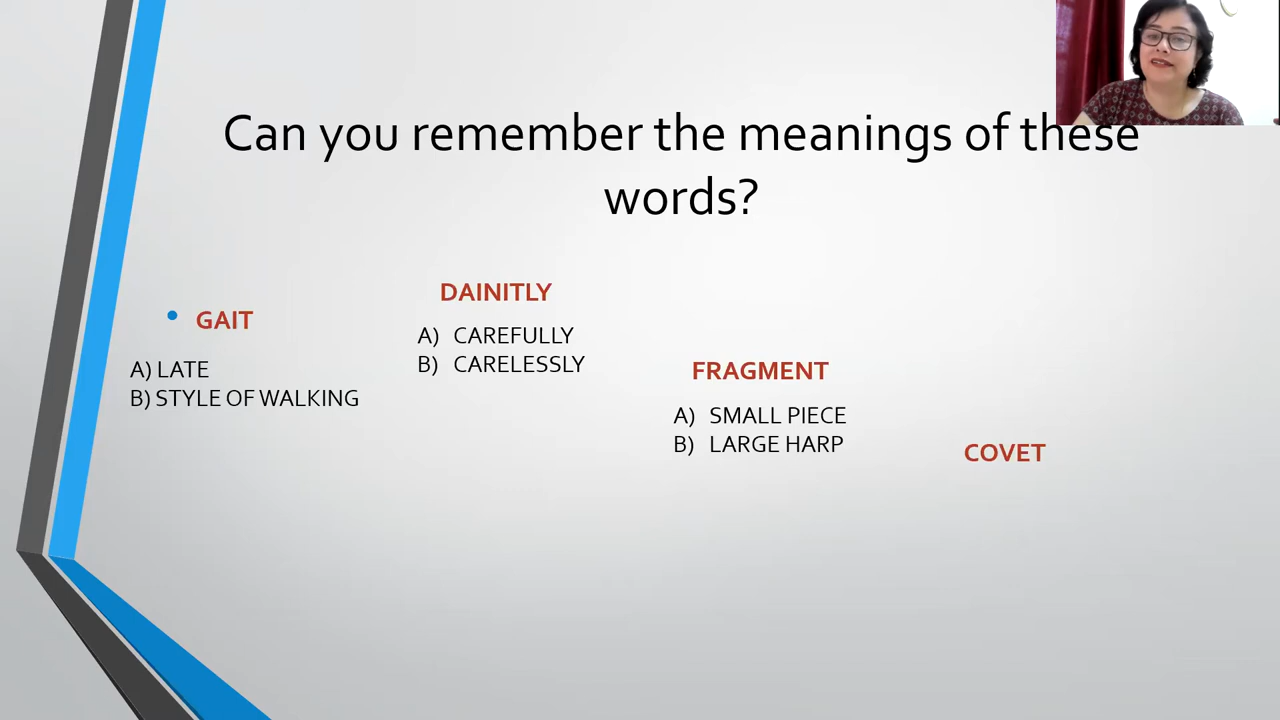 Can you remember the meanings of these
words?
• GAIT
A) LATE
B) STYLE OF WALKING
DAINITLY
A) CAREFULLY
B) CARELESSLY
FRAGMENT
A) SMALL PIECE
B) LARGE HARP
COVET